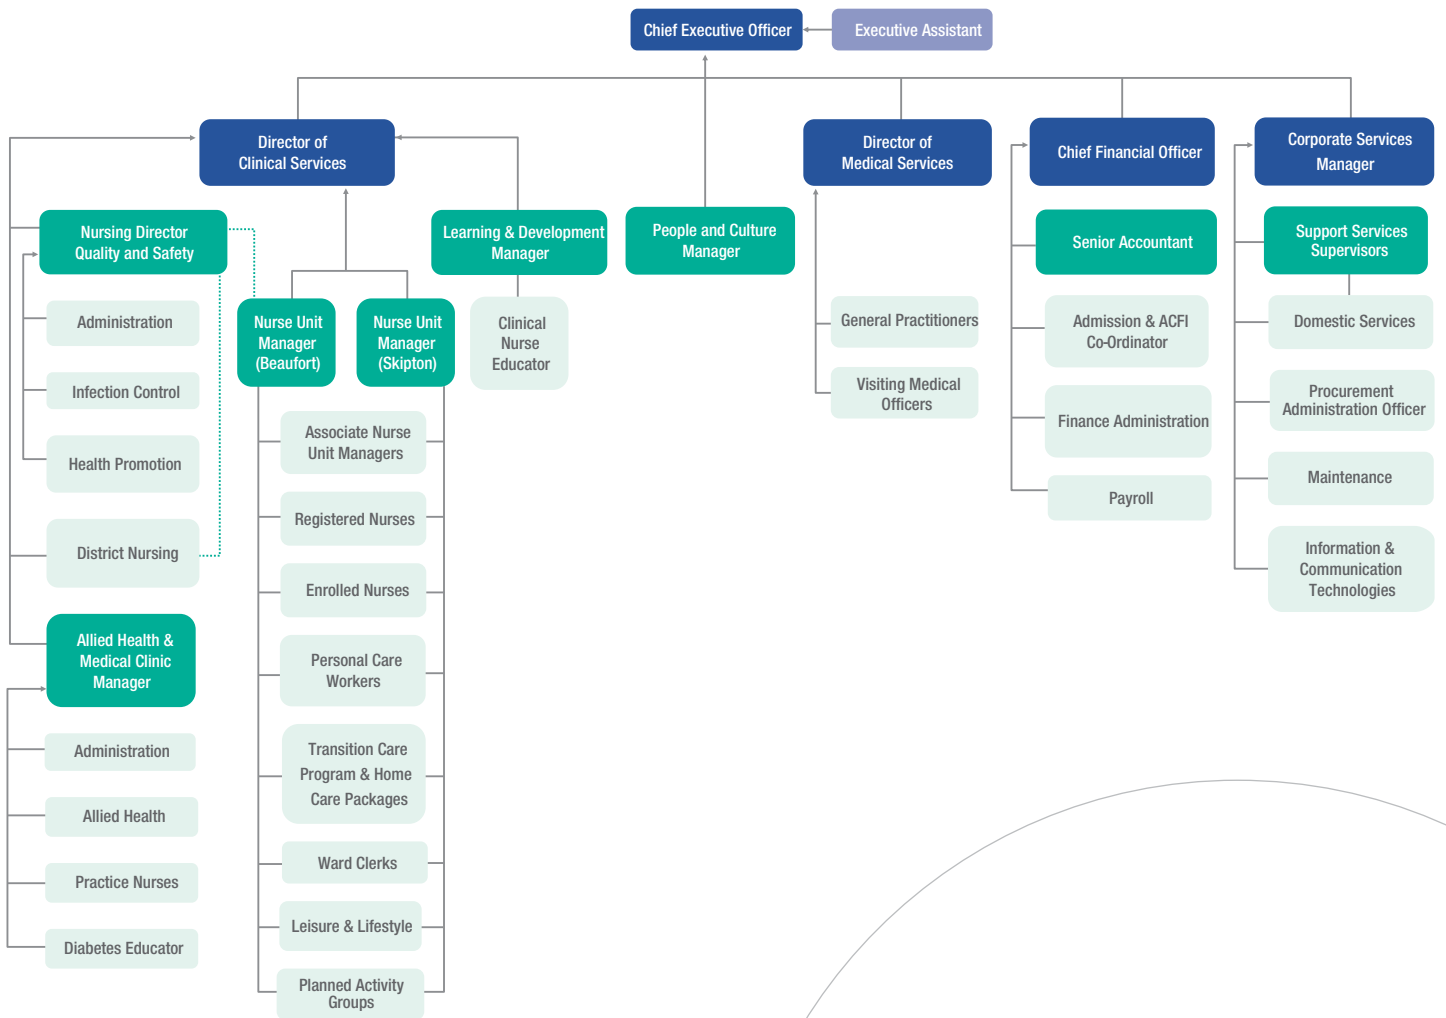 Chief Executive Officer
Executive Assistant
Director of
Clinical Services
Director of
Medical Services
Chief Financial Officer
Corporate Services
Manager
Nursing Director
Quality and Safety
Learning & Development
Manager
People and Culture
Manager
Senior Accountant
Support Services
Supervisors
Administration
Infection Control
Health Promotion
District Nursing
Nurse Unit
Manager
(Beaufort)
Nurse Unit
Manager
(Skipton)
Clinical
Nurse
Educator
General Practitioners
Visiting Medical
Officers
Admission & ACFI
Co-Ordinator
Finance Administration
Payroll
Domestic Services
Procurement
Administration Officer
Maintenance
Information &
Communication
Technologies
Associate Nurse
Unit Managers
Registered Nurses
Enrolled Nurses
Personal Care
Workers
Transition Care
Program & Home
Care Packages
Ward Clerks
Leisure & Lifestyle
Planned Activity
Groups
Allied Health &
Medical Clinic
Manager
Administration
Allied Health
Practice Nurses
Diabetes Educator